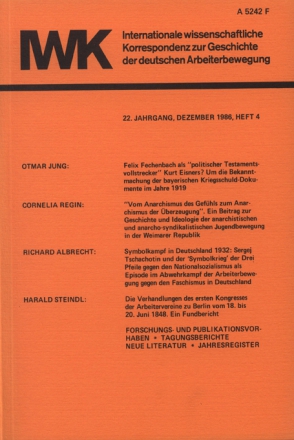 A 5242 F
IWK
Internationale wissenschaftliche
Korrespondenz zur Geschichte
der deutschen Arbeiterbewegung
22. JAHRGANG, DEZEMBER 1986, HEFT 4
OTMAR JUNG:
Felix Fechenbach als "politischer Testaments-
vollstrecker" Kurt Eisners? Um die Bekannt-
machung der bayerischen Kriegsschuld-Doku-
mente im Jahre 1919
CORNELIA REGIN:
"Vom Anarchismus des Gefühls zum Anar-
chismus der Überzeugung". Ein Beitrag zur
Geschichte und Ideologie der anarchistischen
und anarcho-syndikalistischen Jugendbewegung
in der Weimarer Republik
RICHARD ALBRECHT:
Symbolkampf in Deutschland 1932: Sergej
Tschachotin und der 'Symbolkrieg' der Drei
Pfeile gegen den Nationalsozialismus als
Episode im Abwehrkampf der Arbeiterbewe-
gung gegen den Faschismus in Deutschland
HARALD STEINDL:
Die Verhandlungen des ersten Kongresses
der Arbeitervereine zu Berlin vom 18. bis
20. Juni 1848. Ein Fundbericht
FORSCHUNGS- UND PUBLIKATIONSVOR-
HABEN • TAGUNGSBERICHTE
NEUE LITERATUR • JAHRESREGISTER